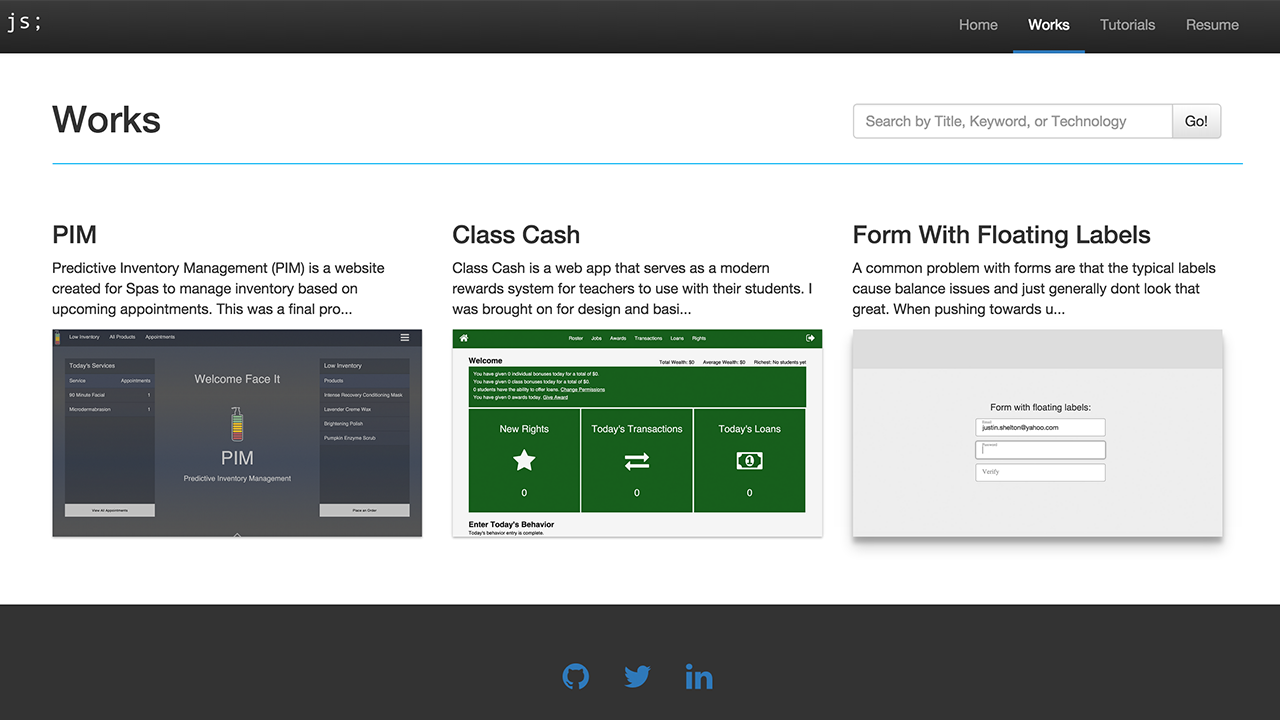 js;
Home Works Tutorials Resume
Works
Search by Title, Keyword, or Technology Go!
PIM
Predictive Inventory Management (PIM) is a website
created for Spas to manage inventory based on
upcoming appointments. This was a final pro...
Low Inventory All Products Appointments
Today's Services
Service Appointments
80 Minute Facial 1
Microdermabrasion 1
View All Appointments
Welcome Face It
PIM
Predictive Inventory Management
Low Inventory
Products
Intense Recovery Conditioning Mask
Lavender Creme Wax
Brightening Polish
Pumpkin Enzyme Scrub
Place an Order
Class Cash
Class Cash is a web app that serves as a modern
rewards system for teachers to use with their students. I
was brought on for design and basi...
Roster Jobs Awards Transactions Loans Rights
Welcome
Total Wealth: $0 Average Wealth: $0 Richest: No students yet
You have given 0 individual bonuses today for a total of $0.
You have given 0 class bonuses today for a total of $0.
0 students have the ability to offer loans. Change Permissions
You have given 0 awards today. Give Award
New Rights Today's Transactions Today's Loans
1
0 0 0
Enter Today's Behavior
Today's behavior entry is complete.
Form With Floating Labels
A common problem with forms are that the typical labels
cause balance issues and just generally dont look that
great. When pushing towards u...
Form with floating labels:
Email
justin.shelton@yahoo.com
Password
Verify
in